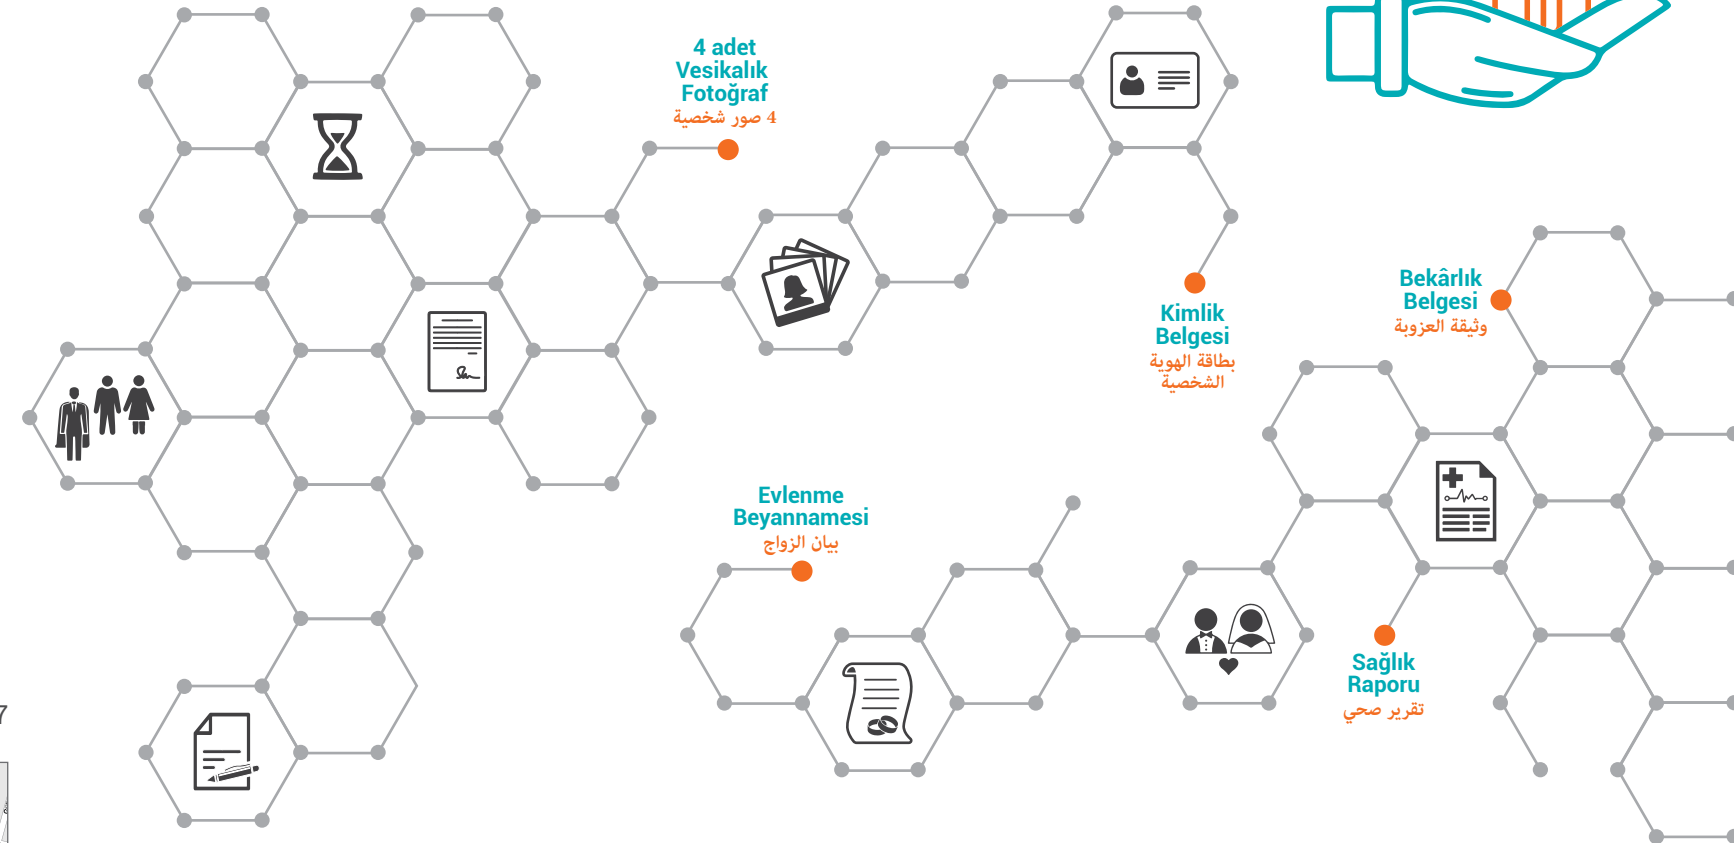 4 adet
Vesikalık
Fotoğraf
4 صور شخصية
Kimlik
Belgesi
بطاقة الهوية
الشخصية
Bekârlık
Belgesi
وثيقة العزوبة
Evlenme
Beyannamesi
بيان الزواج
Sağlık
Raporu
تقرير صحي
7